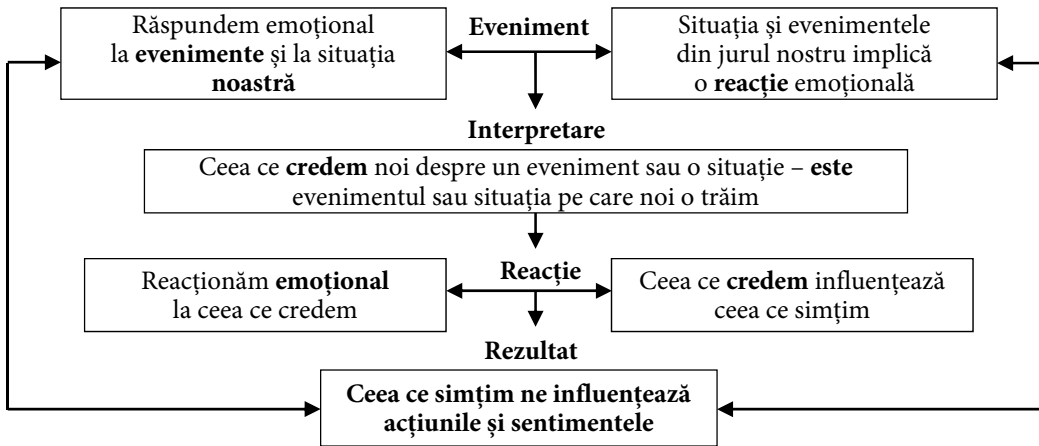 Răspundem emoțional
la evenimente și la situația
noastră
Eveniment
Situația și evenimentele
din jurul nostru implică
o reacție emoțională
Interpretare
Ceea ce credem noi despre un eveniment sau o situație – este
evenimentul sau situația pe care noi o trăim
Reacționăm emoțional
la ceea ce credem
Reacție
Ceea ce credem influențează
ceea ce simțim
Rezultat
Ceea ce simțim ne influențează
acțiunile și sentimentele